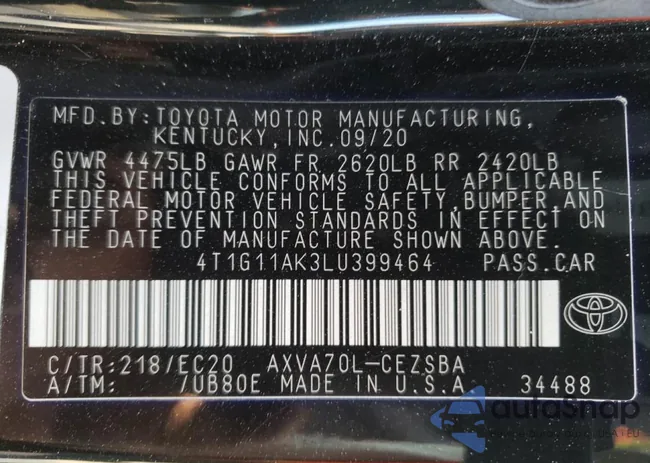 MFD.BY:TOYOTA MOTOR MANUFACTURING,
KENTUCKY,INC.09/20
GVWR 4475LB GAWR FR 2620LB RR 2420LB
THIS VEHICLE CONFORMS TO ALL APPLICABLE
FEDERAL MOTOR VEHICLE SAFETY,BUMPER,AND
THEFT PREVENTION STANDARDS IN EFFECT ON
THE DATE OF MANUFACTURE SHOWN ABOVE.
4T1G11AK3LU399464 PASS.CAR
C/TR:218/EC20 AXVA70L-CEZSBA
A/TM: /UB80E MADE IN U.S.A 34488
autoSnap